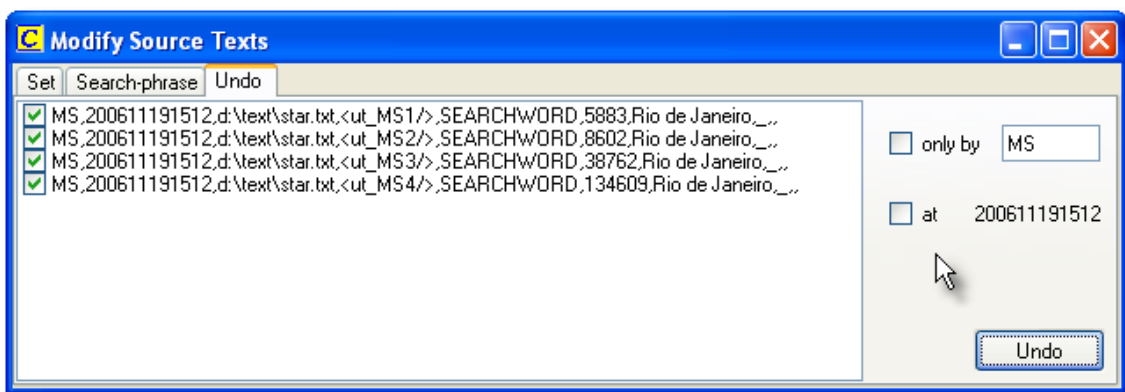 C Modify Source Texts
Set Search-phrase Undo
MS,200611191512,d:\text\star.txt,<ut_MS1/>,SEARCHWORD,5883,Rio de Janeiro,_,,
MS,200611191512,d:\text\star.txt,<ut_MS2/>,SEARCHWORD,8602,Rio de Janeiro,_,,
MS,200611191512,d:\text\star.txt,<ut_MS3/>,SEARCHWORD,38762,Rio de Janeiro,_,,
MS,200611191512,d:\text\star.txt,<ut_MS4/>,SEARCHWORD,134609,Rio de Janeiro,_,,
only by MS
at 200611191512
Undo